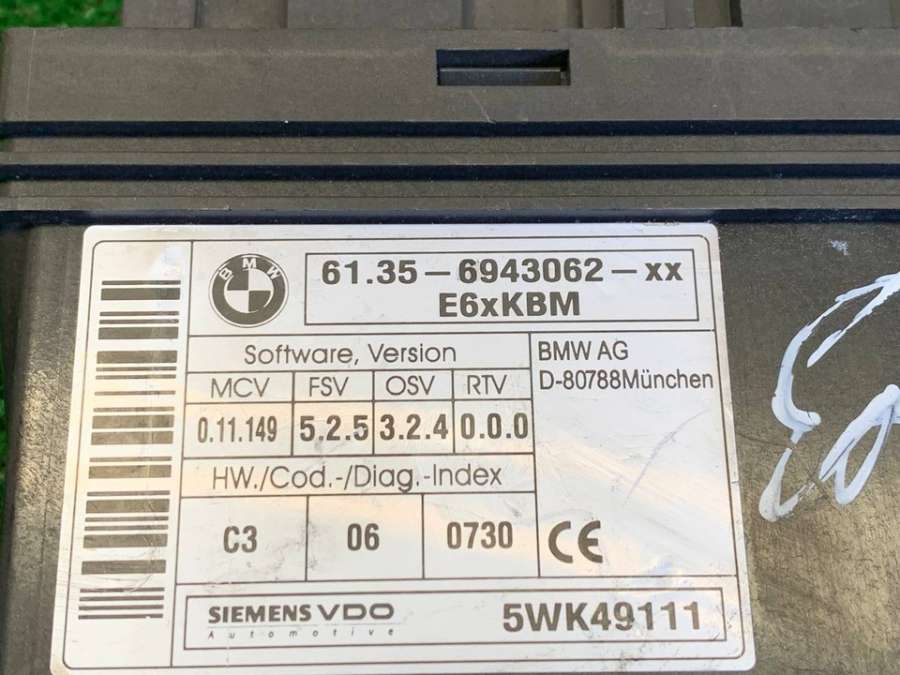 BMW
61.35-6943062-xx
E6xKBM
Software, Version
MCV FSV OSV RTV
0.11.149 5.2.5 3.2.4 0.0.0
HW./Cod.-/Diag.-Index
C3 06 0730
BMW AG
D-80788München
CE
SIEMENS VDO
Automotive
5WK49111